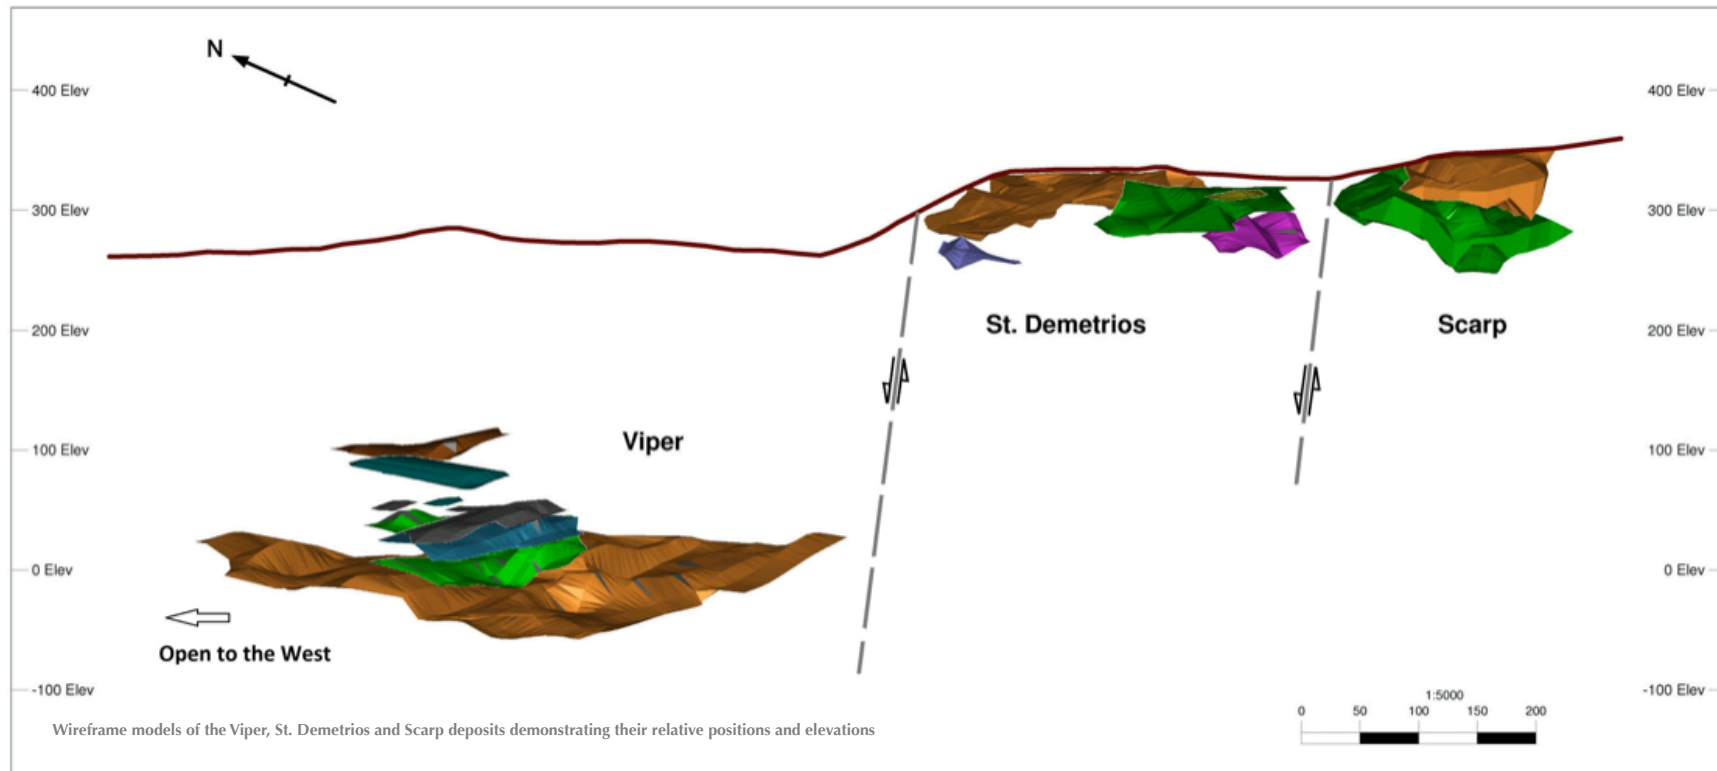 N
400 Elev
400 Elev
300 Elev
300 Elev
200 Elev
St. Demetrios
Scarp
200 Elev
100 Elev
Viper
100 Elev
0 Elev
0 Elev
Open to the West
-100 Elev
-100 Elev
1:5000
0 50 100 150 200
Wireframe models of the Viper, St. Demetrios and Scarp deposits demonstrating their relative positions and elevations